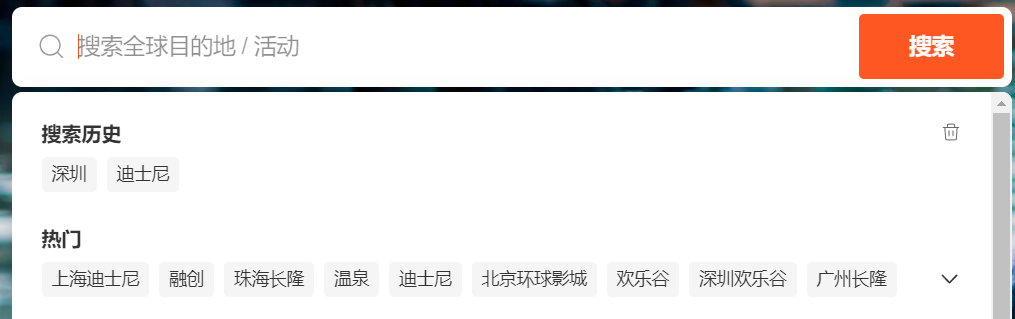 搜索全球目的地 / 活动 搜索
搜索历史
深圳 迪士尼
热门
上海迪士尼 融创 珠海长隆 温泉 迪士尼 北京环球影城 欢乐谷 深圳欢乐谷 广州长隆